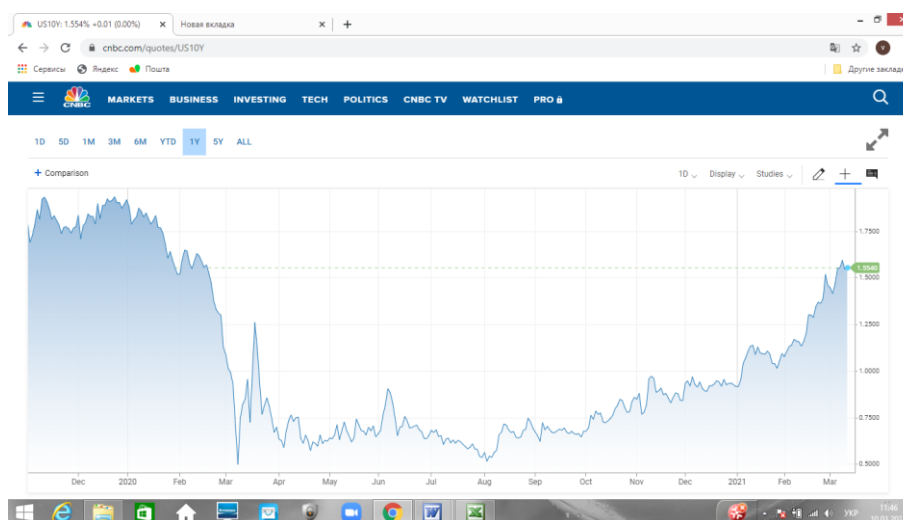 US10Y: 1.554% +0.01 (0.00%) Новая вкладка
cnbc.com/quotes/US10Y
Сервисы Яндекс Пошта Другие заклад
CNBC MARKETS BUSINESS INVESTING TECH POLITICS CNBC TV WATCHLIST PRO
1D 5D 1M 3M 6M YTD 1Y 5Y ALL
+ Comparison 1D Display Studies
1.7500
1.5540
1.5000
1.0000
0.7500
0.5000
Dec 2020 Feb Mar Apr May Jun Jul Aug Sep Oct Nov Dec 2021 Feb Mar
УКР 11:46
10.03.202